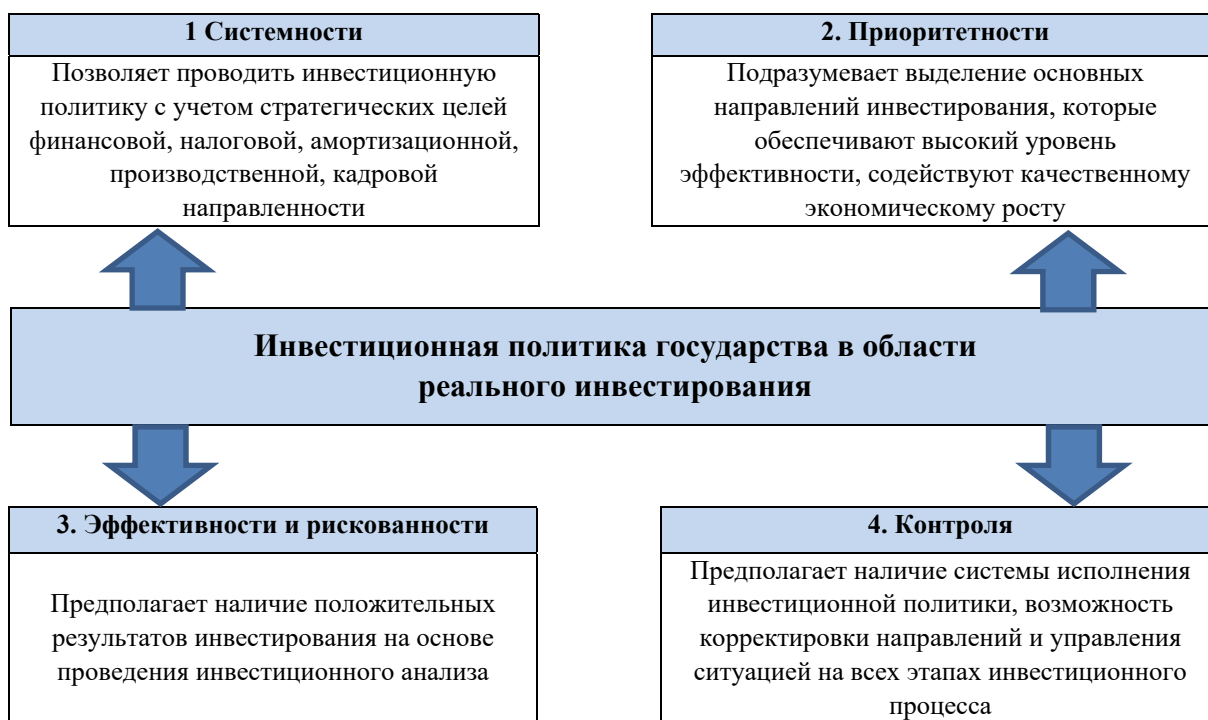 1 Системности
Позволяет проводить инвестиционную
политику с учетом стратегических целей
финансовой, налоговой, амортизационной,
производственной, кадровой
направленности
2. Приоритетности
Подразумевает выделение основных
направлений инвестирования, которые
обеспечивают высокий уровень
эффективности, содействуют качественному
экономическому росту
Инвестиционная политика государства в области
реального инвестирования
3. Эффективности и рискованности
Предполагает наличие положительных
результатов инвестирования на основе
проведения инвестиционного анализа
4. Контроля
Предполагает наличие системы исполнения
инвестиционной политики, возможность
корректировки направлений и управления
ситуацией на всех этапах инвестиционного
процесса